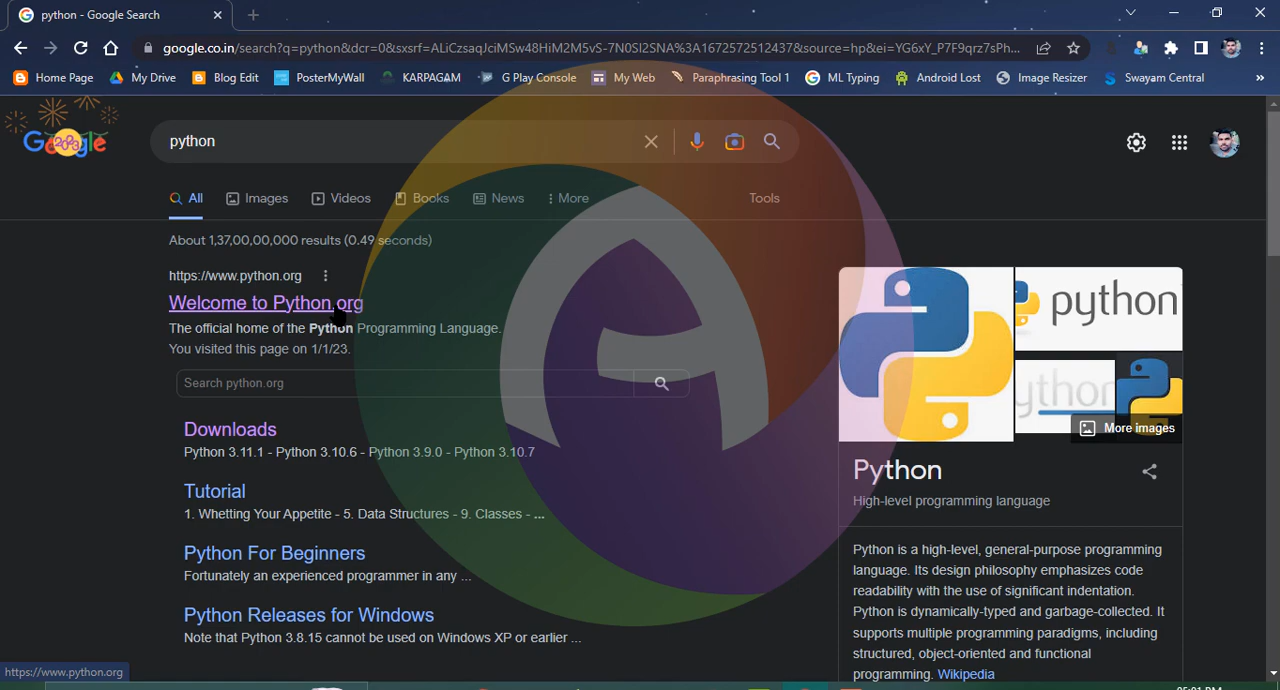 python - Google Search
google.co.in/search?q=python&dcr=0&sxsrf=ALiCzsaqJciMSw48HiM2M5vS-7N0SI2SNA%3A1672572512437&source=hp&ei=YG6xY_P7F9qrz7sPh...
Home Page My Drive Blog Edit PosterMyWall KARPAGAM G Play Console My Web Paraphrasing Tool 1 ML Typing Android Lost Image Resizer Swayam Central »
Google 2023
python
All Images Videos Books News More Tools
About 1,37,00,00,000 results (0.49 seconds)
https://www.python.org
Welcome to Python.org
The official home of the Python Programming Language.
You visited this page on 1/1/23.
Search python.org
Downloads
Python 3.11.1 - Python 3.10.6 - Python 3.9.0 - Python 3.10.7
Tutorial
1. Whetting Your Appetite - 5. Data Structures - 9. Classes - ...
Python For Beginners
Fortunately an experienced programmer in any ...
Python Releases for Windows
Note that Python 3.8.15 cannot be used on Windows XP or earlier ...
python
More images
Python
High-level programming language
Python is a high-level, general-purpose programming
language. Its design philosophy emphasizes code
readability with the use of significant indentation.
Python is dynamically-typed and garbage-collected. It
supports multiple programming paradigms, including
structured, object-oriented and functional
programming. Wikipedia
https://www.python.org